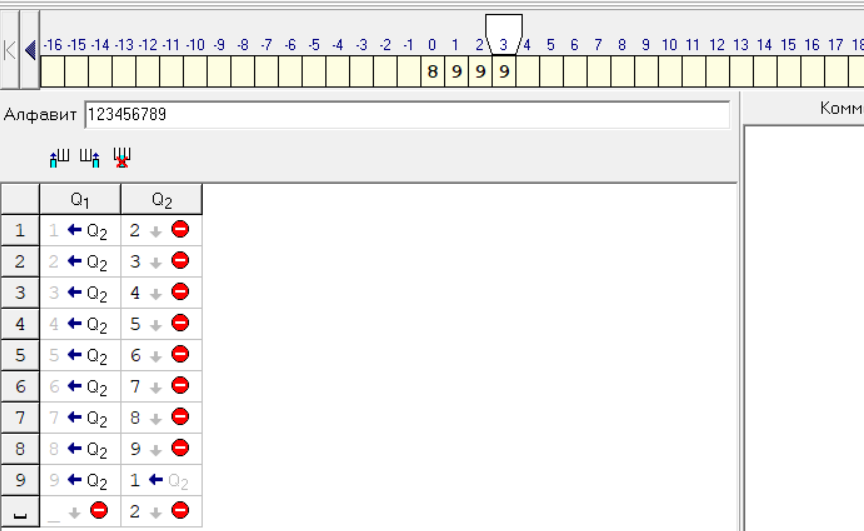 -16 -15 -14 -13 -12 -11 -10 -9 -8 -7 -6 -5 -4 -3 -2 -1 0 1 2 3 4 5 6 7 8 9 10 11 12 13 14 15 16 17 18
8 9 9 9
Алфавит 123456789
Комм
Q1 Q2
1 1 ← Q2 2 ↓
2 2 ← Q2 3 ↓
3 3 ← Q2 4 ↓
4 4 ← Q2 5 ↓
5 5 ← Q2 6 ↓
6 6 ← Q2 7 ↓
7 7 ← Q2 8 ↓
8 8 ← Q2 9 ↓
9 9 ← Q2 1 ← Q2
␣ _ ↓ 2 ↓